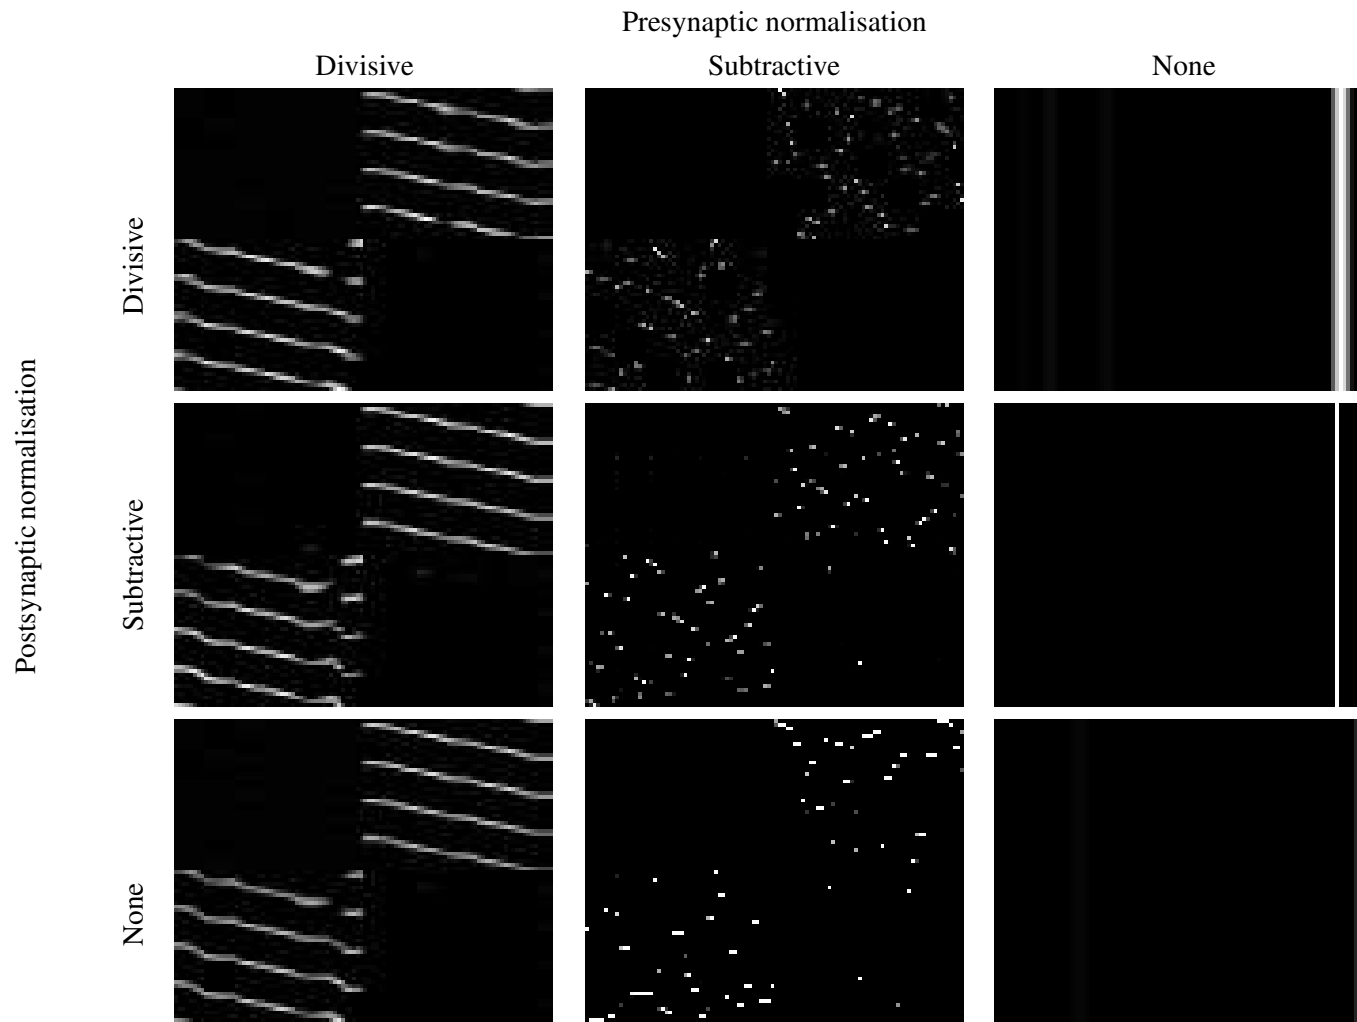 Presynaptic normalisation
Divisive
Subtractive
None
Postsynaptic normalisation
Divisive
Subtractive
None